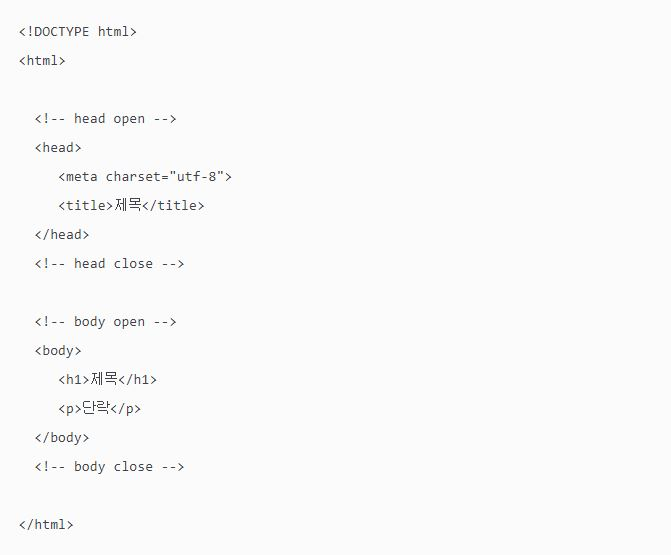 <!DOCTYPE html>
<html>
<!-- head open -->
<head>
<meta charset="utf-8">
<title>제목</title>
</head>
<!-- head close -->
<!-- body open -->
<body>
<h1>제목</h1>
<p>단락</p>
</body>
<!-- body close -->
</html>